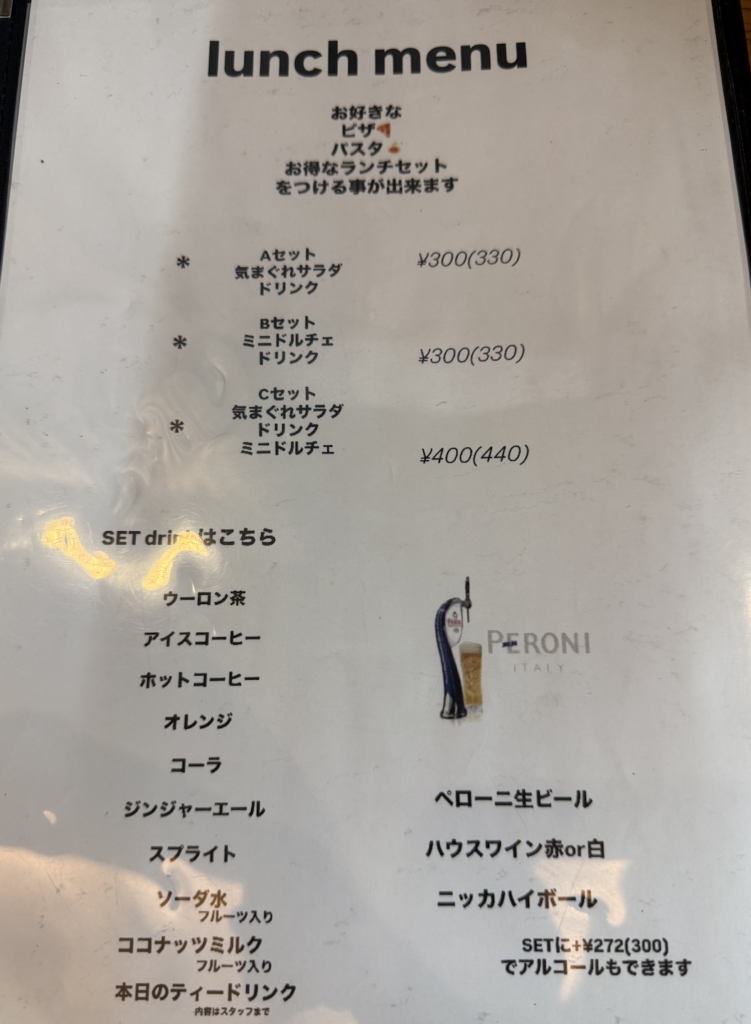 lunch menu
お好きな
ピザ
パスタ
お得なランチセット
をつける事が出来ます
* Aセット
気まぐれサラダ
ドリンク
¥300(330)
* Bセット
ミニドルチェ
ドリンク
¥300(330)
* Cセット
気まぐれサラダ
ドリンク
ミニドルチェ
¥400(440)
SET drinkはこちら
ウーロン茶
アイスコーヒー
ホットコーヒー
オレンジ
コーラ
ジンジャーエール
スプライト
ソーダ水
フルーツ入り
ココナッツミルク
フルーツ入り
本日のティードリンク
内容はスタッフまで
PERONI
ITALY
ペローニ生ビール
ハウスワイン赤or白
ニッカハイボール
SETに+¥272(300)
でアルコールもできます